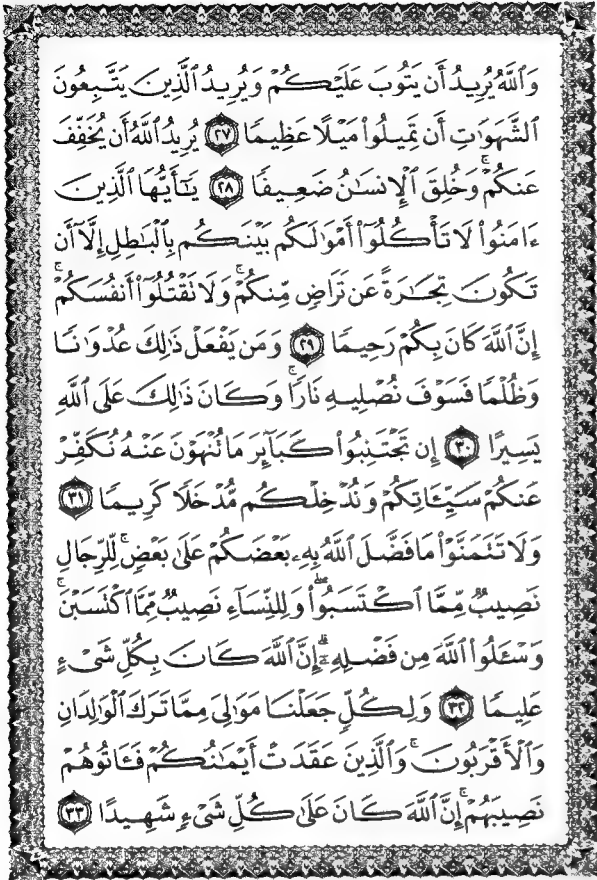 وَٱللَّهُ يُرِيدُ أَن يَتُوبَ عَلَيْكُمْ وَيُرِيدُ ٱلَّذِينَ يَتَّبِعُونَ
ٱلشَّهَوَٰتِ أَن تَمِيلُوا۟ مَيْلًا عَظِيمًا ٢٧ يُرِيدُ ٱللَّهُ أَن يُخَفِّفَ
عَنكُمْ ۚ وَخُلِقَ ٱلْإِنسَٰنُ ضَعِيفًا ٢٨ يَٰٓأَيُّهَا ٱلَّذِينَ
ءَامَنُوا۟ لَا تَأْكُلُوٓا۟ أَمْوَٰلَكُم بَيْنَكُم بِٱلْبَٰطِلِ إِلَّآ أَن
تَكُونَ تِجَٰرَةً عَن تَرَاضٍ مِّنكُمْ ۚ وَلَا تَقْتُلُوٓا۟ أَنفُسَكُمْ ۚ
إِنَّ ٱللَّهَ كَانَ بِكُمْ رَحِيمًا ٢٩ وَمَن يَفْعَلْ ذَٰلِكَ عُدْوَٰنًا
وَظُلْمًا فَسَوْفَ نُصْلِيهِ نَارًا ۚ وَكَانَ ذَٰلِكَ عَلَى ٱللَّهِ
يَسِيرًا ٣٠ إِن تَجْتَنِبُوا۟ كَبَآئِرَ مَا تُنْهَوْنَ عَنْهُ نُكَفِّرْ
عَنكُمْ سَيِّـَٔاتِكُمْ وَنُدْخِلْكُم مُّدْخَلًا كَرِيمًا ٣١
وَلَا تَتَمَنَّوْا۟ مَا فَضَّلَ ٱللَّهُ بِهِۦ بَعْضَكُمْ عَلَىٰ بَعْضٍ ۚ لِّلرِّجَالِ
نَصِيبٌ مِّمَّا ٱكْتَسَبُوا۟ ۖ وَلِلنِّسَآءِ نَصِيبٌ مِّمَّا ٱكْتَسَبْنَ ۚ
وَسْـَٔلُوا۟ ٱللَّهَ مِن فَضْلِهِۦٓ ۗ إِنَّ ٱللَّهَ كَانَ بِكُلِّ شَىْءٍ
عَلِيمًا ٣٢ وَلِكُلٍّ جَعَلْنَا مَوَٰلِىَ مِمَّا تَرَكَ ٱلْوَٰلِدَانِ
وَٱلْأَقْرَبُونَ ۚ وَٱلَّذِينَ عَقَدَتْ أَيْمَٰنُكُمْ فَـَٔاتُوهُمْ
نَصِيبَهُمْ ۚ إِنَّ ٱللَّهَ كَانَ عَلَىٰ كُلِّ شَىْءٍ شَهِيدًا ٣٣